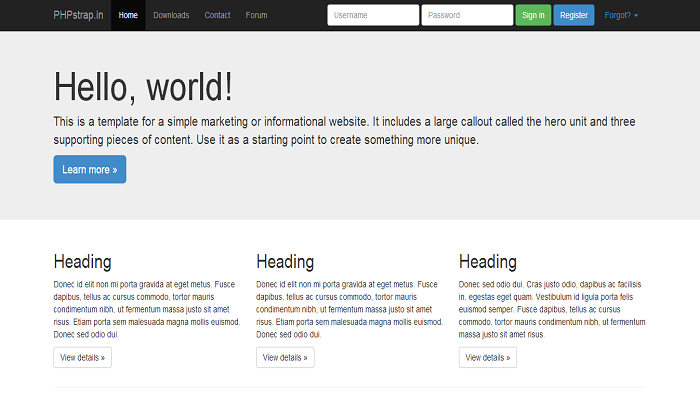 PHPstrap.in Home Downloads Contact Forum Username Password Sign in Register Forgot?
Hello, world!
This is a template for a simple marketing or informational website. It includes a large callout called the hero unit and three
supporting pieces of content. Use it as a starting point to create something more unique.
Learn more »
Heading
Donec id elit non mi porta gravida at eget metus. Fusce
dapibus, tellus ac cursus commodo, tortor mauris
condimentum nibh, ut fermentum massa justo sit amet
risus. Etiam porta sem malesuada magna mollis euismod.
Donec sed odio dui.
View details »
Heading
Donec id elit non mi porta gravida at eget metus. Fusce
dapibus, tellus ac cursus commodo, tortor mauris
condimentum nibh, ut fermentum massa justo sit amet
risus. Etiam porta sem malesuada magna mollis euismod.
Donec sed odio dui.
View details »
Heading
Donec sed odio dui. Cras justo odio, dapibus ac facilisis
in, egestas eget quam. Vestibulum id ligula porta felis
euismod semper. Fusce dapibus, tellus ac cursus
commodo, tortor mauris condimentum nibh, ut fermentum
massa justo sit amet risus.
View details »